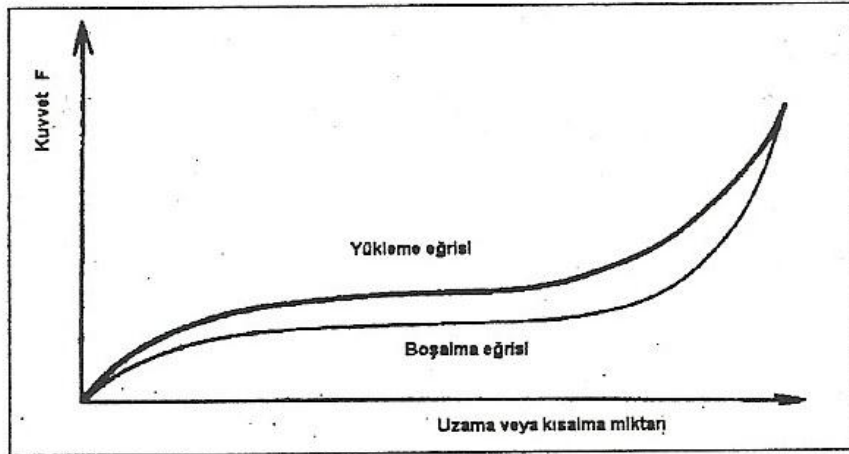 Kuvvet F
Yükleme eğrisi
Boşalma eğrisi
Uzama veya kısalma miktarı